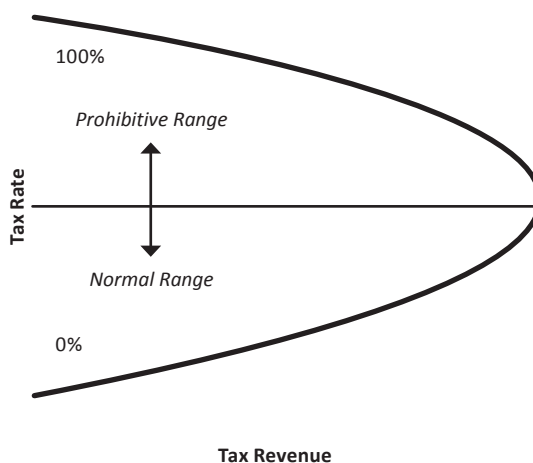 100%
Prohibitive Range
Tax Rate
Normal Range
0%
Tax Revenue